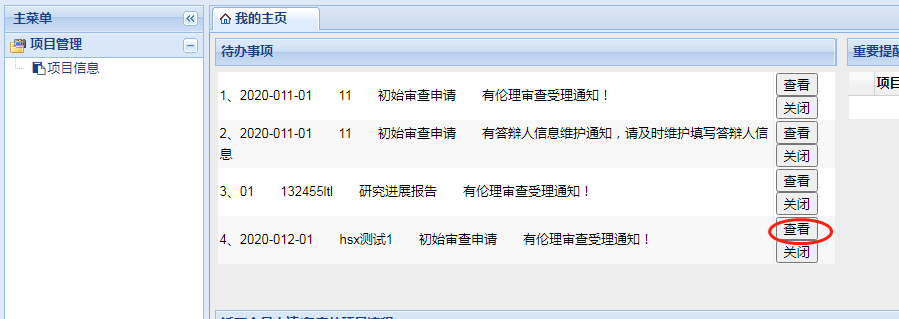 主菜单
我的主页
项目管理
项目信息
待办事项
1、2020-011-01 11 初始审查申请 有伦理审查受理通知！
查看
关闭
2、2020-011-01 11 初始审查申请 有答辩人信息维护通知，请及时维护填写答辩人信
息
查看
关闭
3、01 132455ltl 研究进展报告 有伦理审查受理通知！
查看
关闭
4、2020-012-01 hsx测试1 初始审查申请 有伦理审查受理通知！
查看
关闭
重要提醒
项